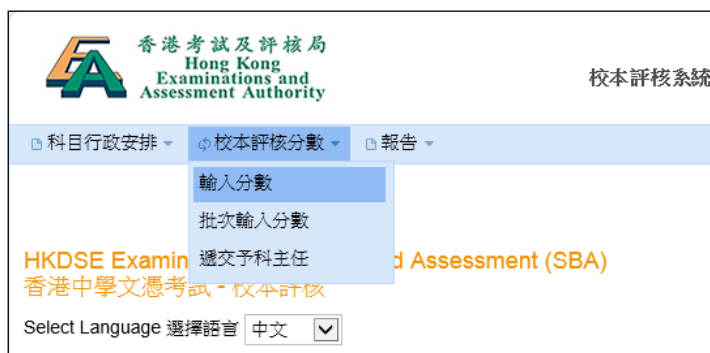 香港考試及評核局
Hong Kong
Examinations and
Assessment Authority
校本評核系統
科目行政安排 校本評核分數 報告
輸入分數
批次輸入分數
遞交予科主任
HKDSE Examin d Assessment (SBA)
香港中學文憑考試 - 校本評核
Select Language 選擇語言 中文